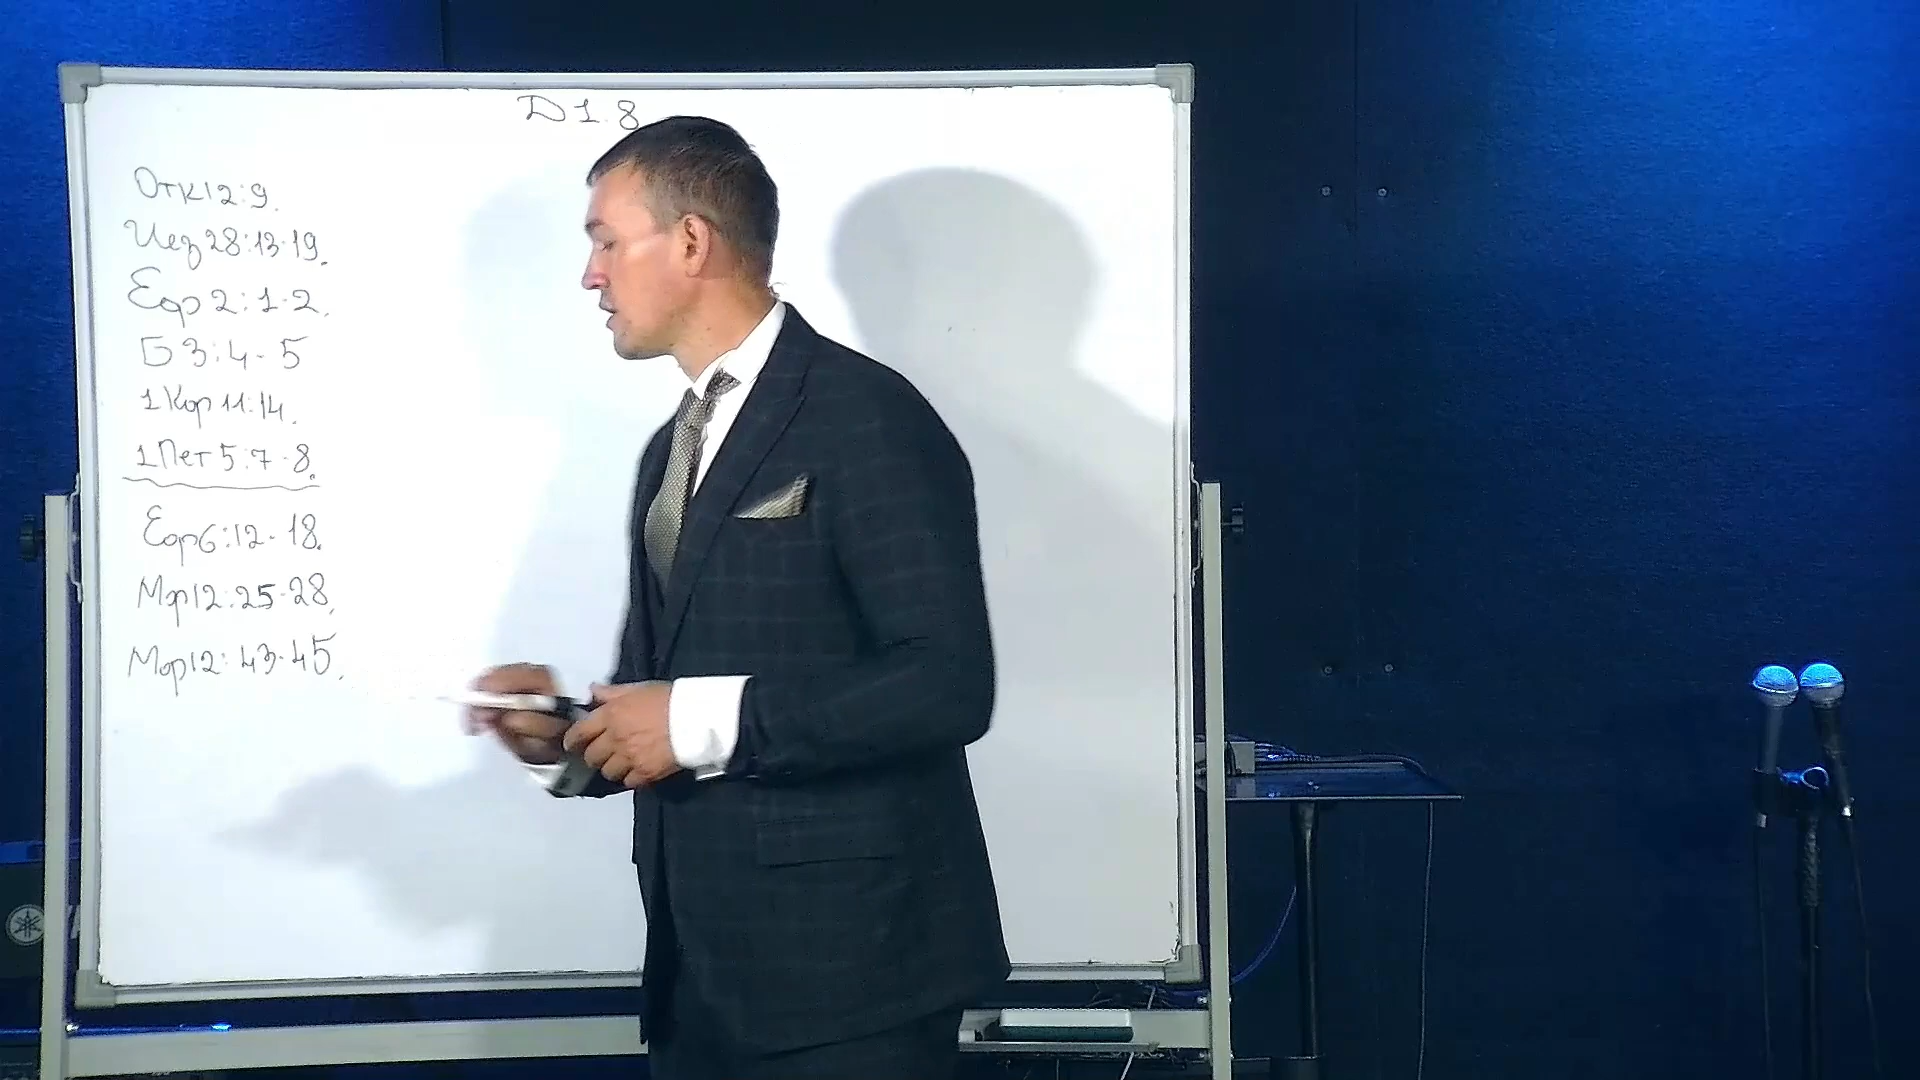 Д1.8
Отк12:9.
Иез28:13-19.
Еф2:1-2.
Б3:4-5
1Кор11:14.
1Пет5:7-8.
Еф6:12-18.
Мф12:25-28,
Мф12:43-45.